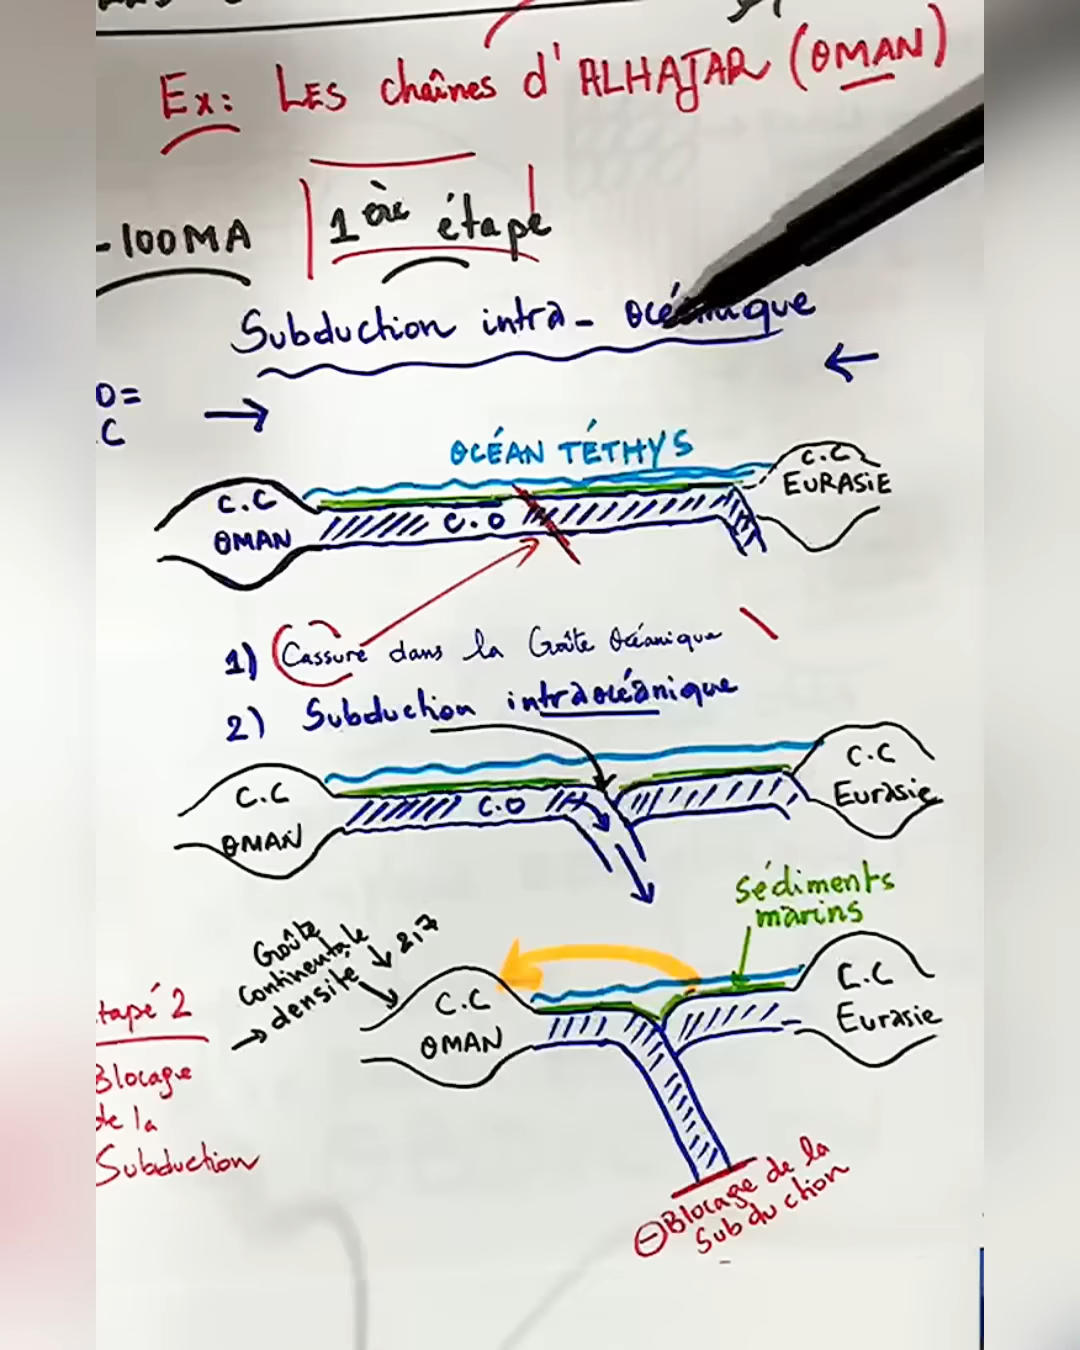 Ex: LES chaînes d'ALHAJAR (OMAN)
-100MA
1ère étape
Subduction intra-océanique
O=
C
OCÉAN TÉTHYS
C.C
OMAN
C.O
C.C
EURASIE
1) Cassure dans la Croûte Océanique
2) Subduction intraocéanique
C.C
OMAN
C.O
C.C
Eurasie
Sédiments
marins
Croûte
Continentale
→ densité ↓ 2,7
C.C
OMAN
C.C
Eurasie
tape 2
Blocage
de la
Subduction
⊖Blocage de la
Subduction